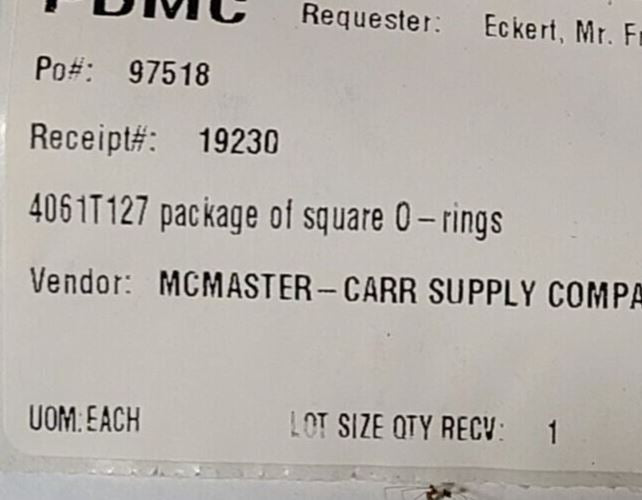 Requester: Eckert, Mr.
Po#: 97518
Receipt#: 19230
4061T127 package of square O-rings
Vendor: MCMASTER-CARR SUPPLY COMPA
UOM:EACH LOT SIZE QTY RECV: 1